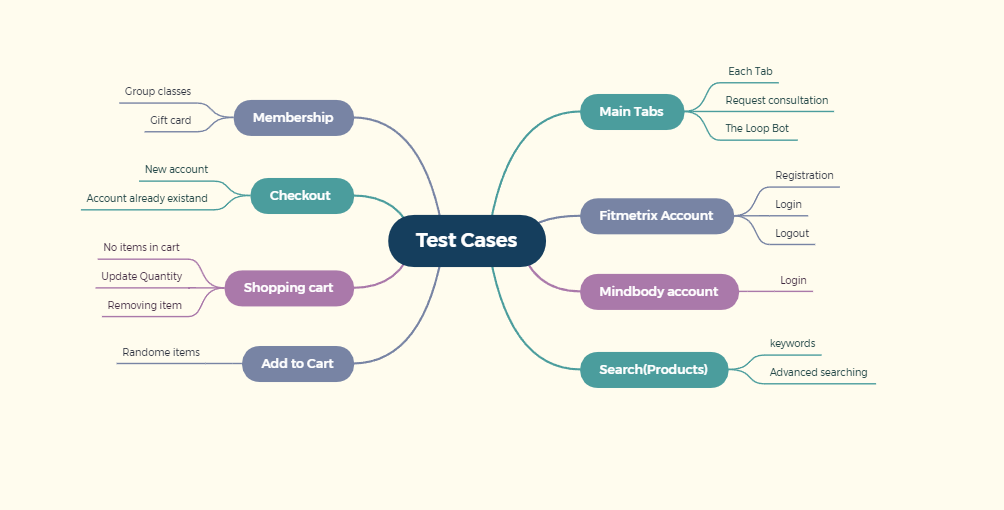 Test Cases
Membership
Group classes
Gift card
Checkout
New account
Account already existand
Shopping cart
No items in cart
Update Quantity
Removing item
Add to Cart
Randome items
Main Tabs
Each Tab
Request consultation
The Loop Bot
Fitmetrix Account
Registration
Login
Logout
Mindbody account
Login
Search(Products)
keywords
Advanced searching